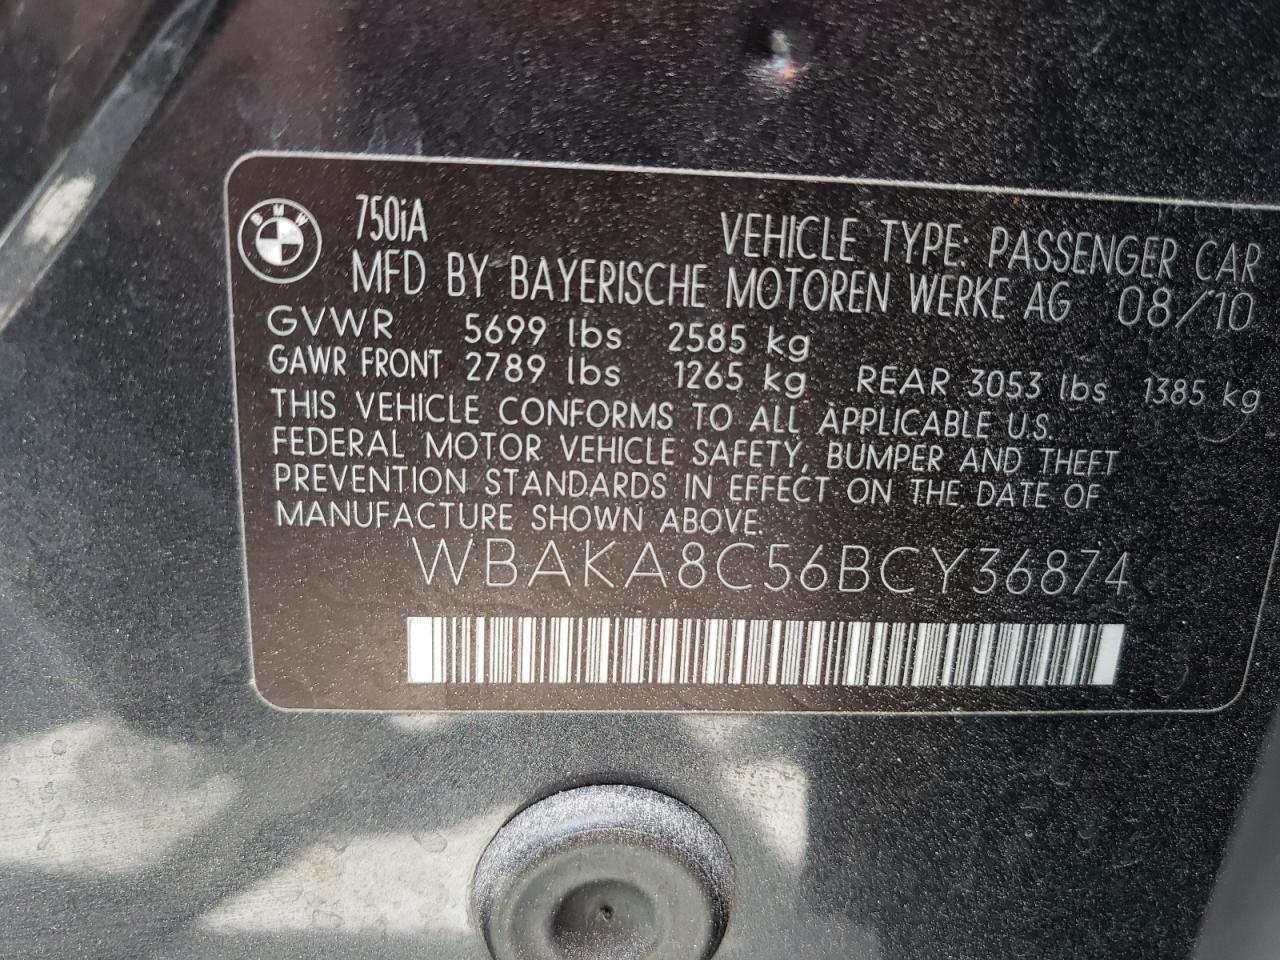 BMW
750iA VEHICLE TYPE: PASSENGER CAR
MFD BY BAYERISCHE MOTOREN WERKE AG 08/10
GVWR 5699 lbs 2585 kg
GAWR FRONT 2789 lbs 1265 kg REAR 3053 lbs 1385 kg
THIS VEHICLE CONFORMS TO ALL APPLICABLE U.S.
FEDERAL MOTOR VEHICLE SAFETY, BUMPER AND THEFT
PREVENTION STANDARDS IN EFFECT ON THE DATE OF
MANUFACTURE SHOWN ABOVE.
WBAKA8C56BCY36874